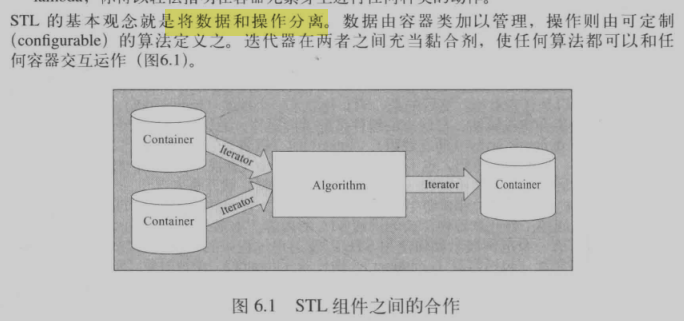 STL 的基本观念就是将数据和操作分离。数据由容器类加以管理，操作则由可定制
(configurable) 的算法定义之。迭代器在两者之间充当黏合剂，使任何算法都可以和任
何容器交互运作（图6.1）。
Container
Iterator
Algorithm
Iterator
Container
Iterator
Container
图 6.1 STL 组件之间的合作